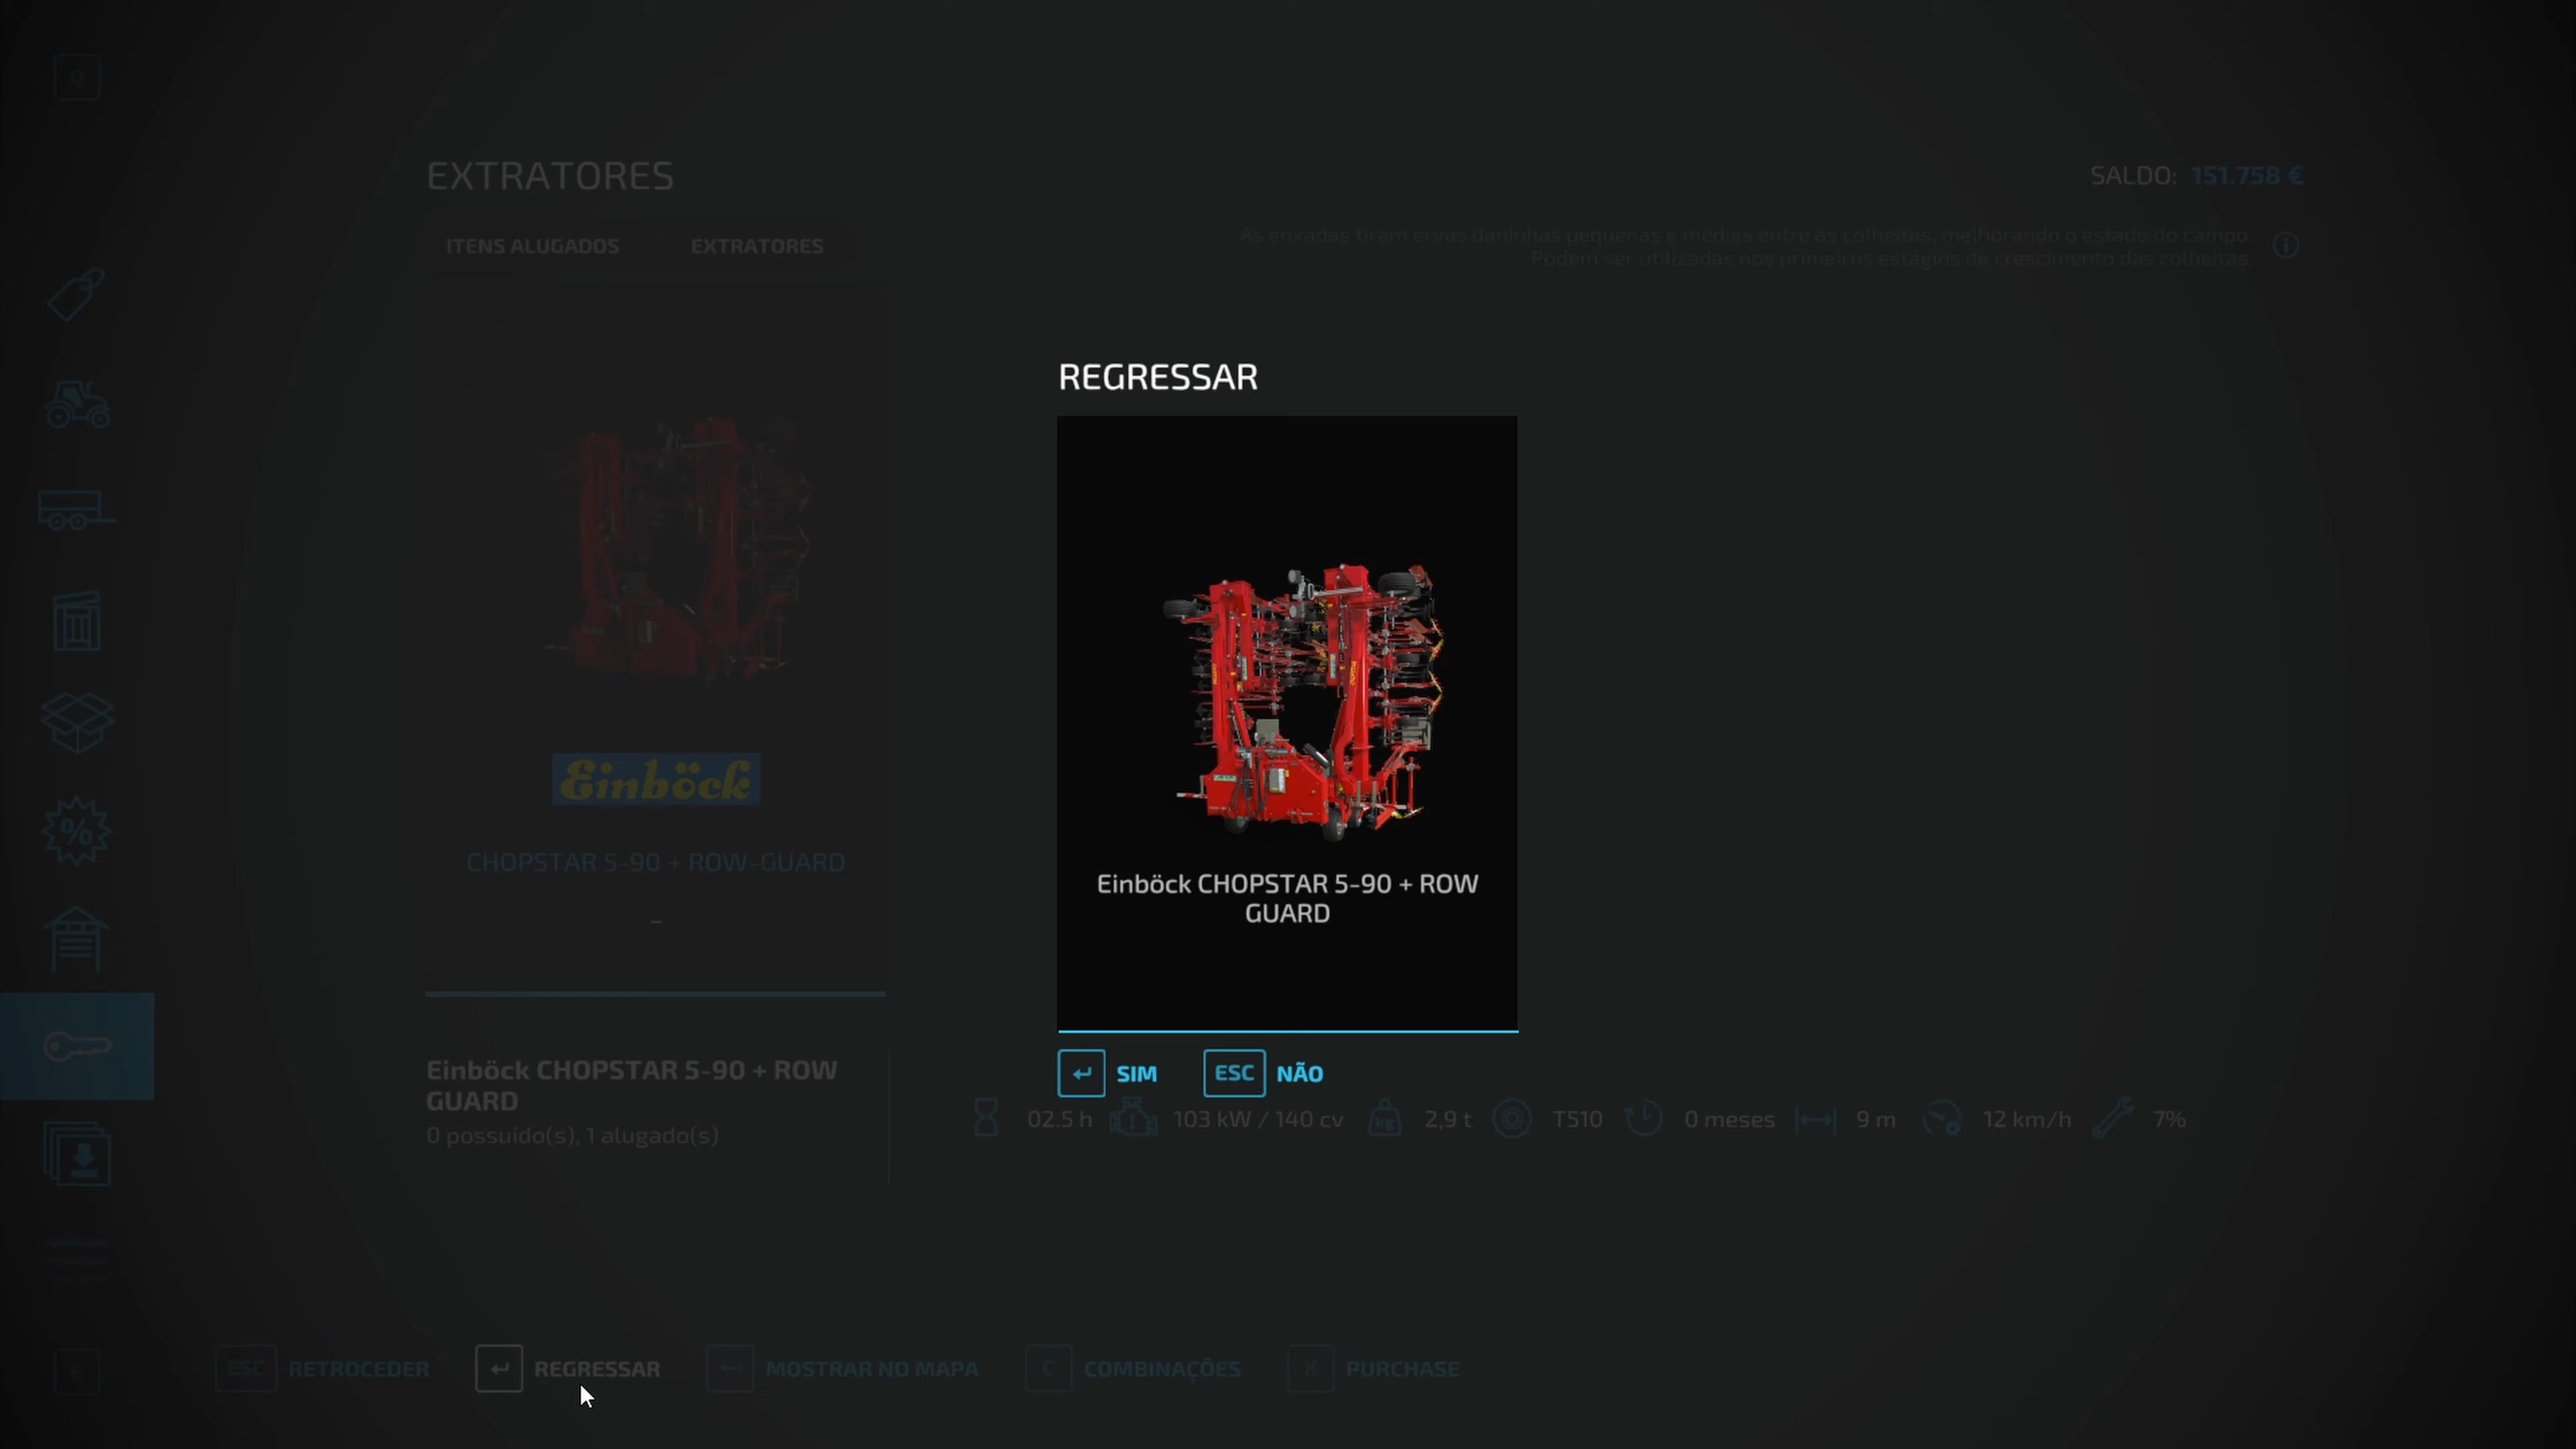 Q
EXTRATORES
SALDO: 151.758 €
ITENS ALUGADOS EXTRATORES
As enxadas tiram ervas daninhas pequenas e médias entre as colheitas, melhorando o estado do campo.
Podem ser utilizadas nos primeiros estágios de crescimento das colheitas.
REGRESSAR
Einböck
CHOPSTAR 5-90 + ROW-GUARD
–
Einböck CHOPSTAR 5-90 + ROW
GUARD
SIM ESC NÃO
Einböck CHOPSTAR 5-90 + ROW
GUARD
0 possuído(s), 1 alugado(s)
02.5 h 103 kW / 140 cv kg 2,9 t T510 0 meses 9 m 12 km/h 7%
E ESC RETROCEDER REGRESSAR MOSTRAR NO MAPA C COMBINAÇÕES X PURCHASE